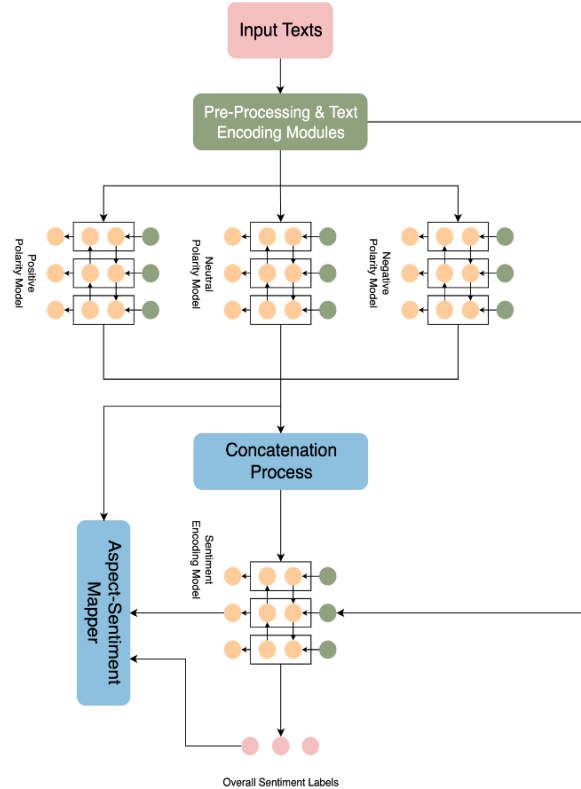 Input Texts
Pre-Processing & Text
Encoding Modules
Positive
Polarity Model
Neutral
Polarity Model
Negative
Polarity Model
Concatenation
Process
Sentiment
Encoding Model
Aspect-Sentiment
Mapper
Overall Sentiment Labels